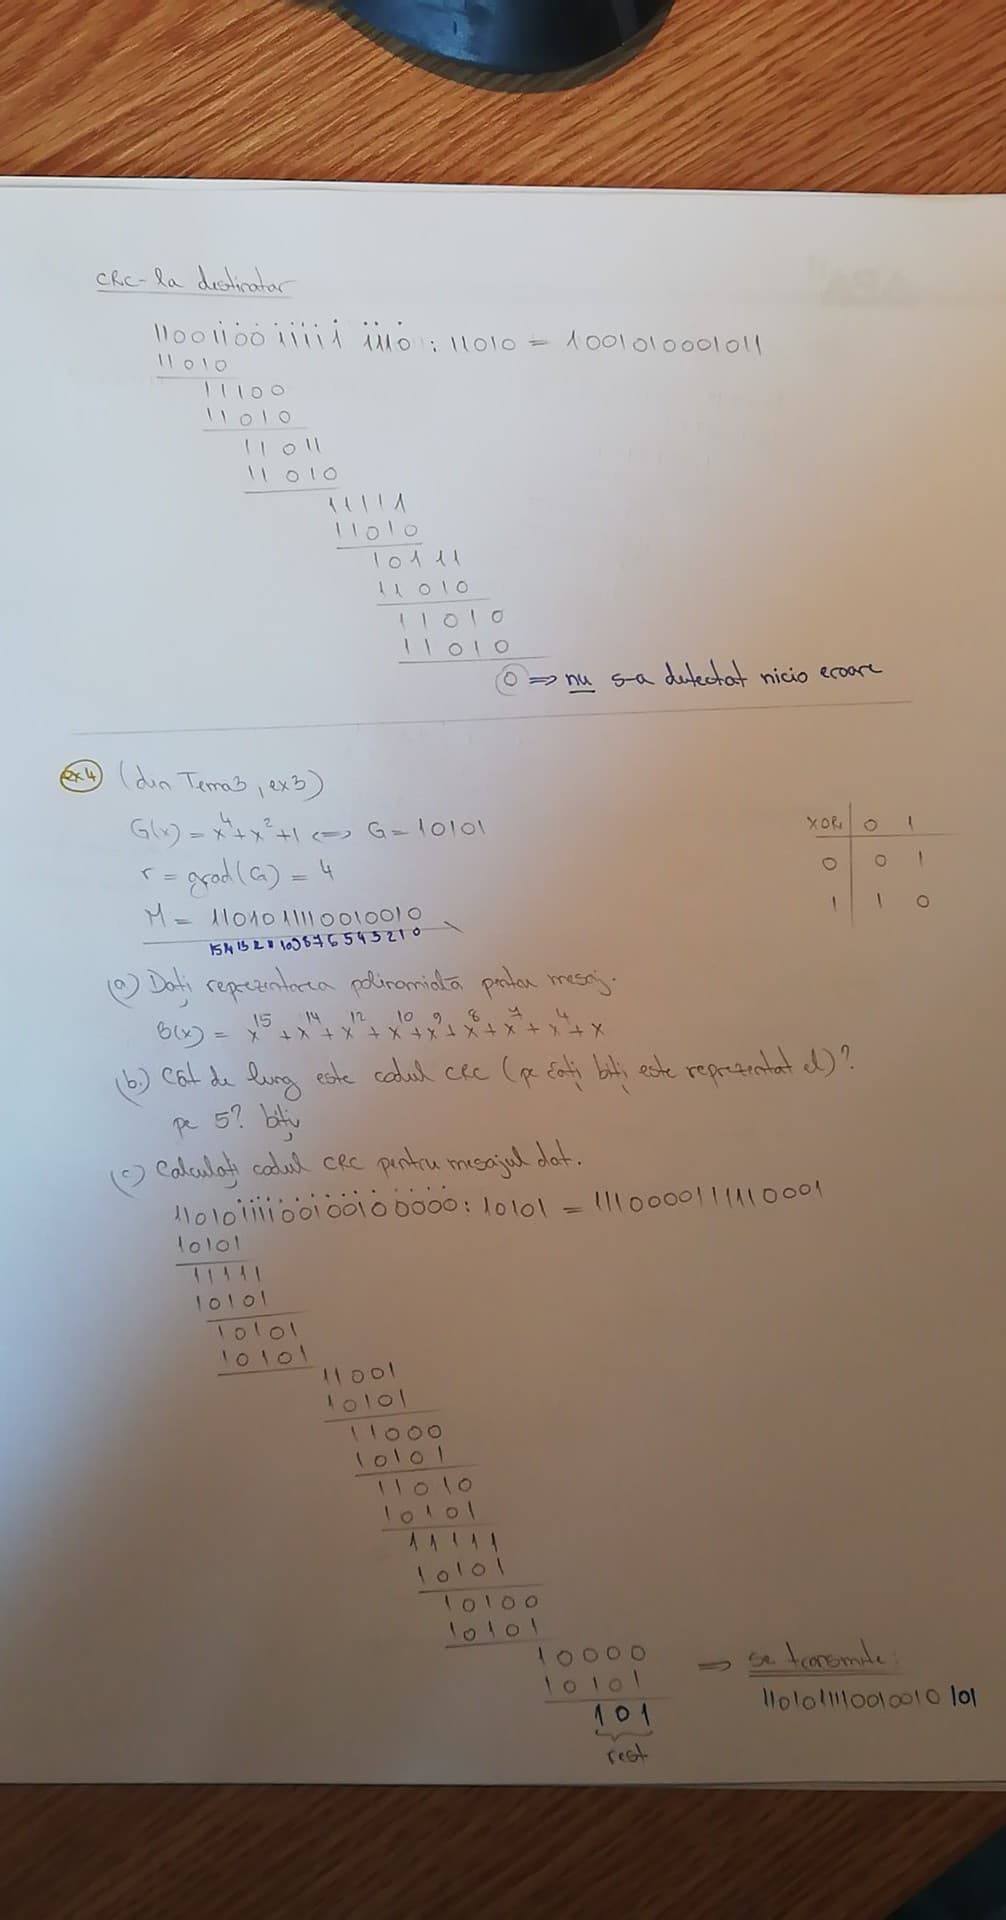 CRC-la destinatar
11001100111111110 : 11010 = 1001010001011
11010
11100
11010
11011
11010
11111
11010
10111
11010
11010
11010
0 => nu s-a detectat nicio eroare
ex4 (din Tema3, ex3)
G(x) = x^4+x^2+1 <=> G=10101
r = grad(G) = 4
M = 1101011110010010
15 14 13 12 11 10 9 8 7 6 5 4 3 2 1 0
XOR 0 1
0 0 1
1 1 0
(a) Dați reprezentarea polinomială pentru mesaj.
B(x) = x^15 + x^14 + x^12 + x^10 + x^9 + x^8 + x^7 + x^4 + x
(b.) Cât de lung este codul CRC (pe câți biți este reprezentat el)?
pe 5? biți
(c) Calculați codul CRC pentru mesajul dat.
11010111100100100000 : 10101 = 1110000111110001
10101
11111
10101
10101
10101
11001
10101
11000
10101
11010
10101
11111
10101
10100
10101
10000
10101
101
rest
=> se transmite:
1101011110010010 101